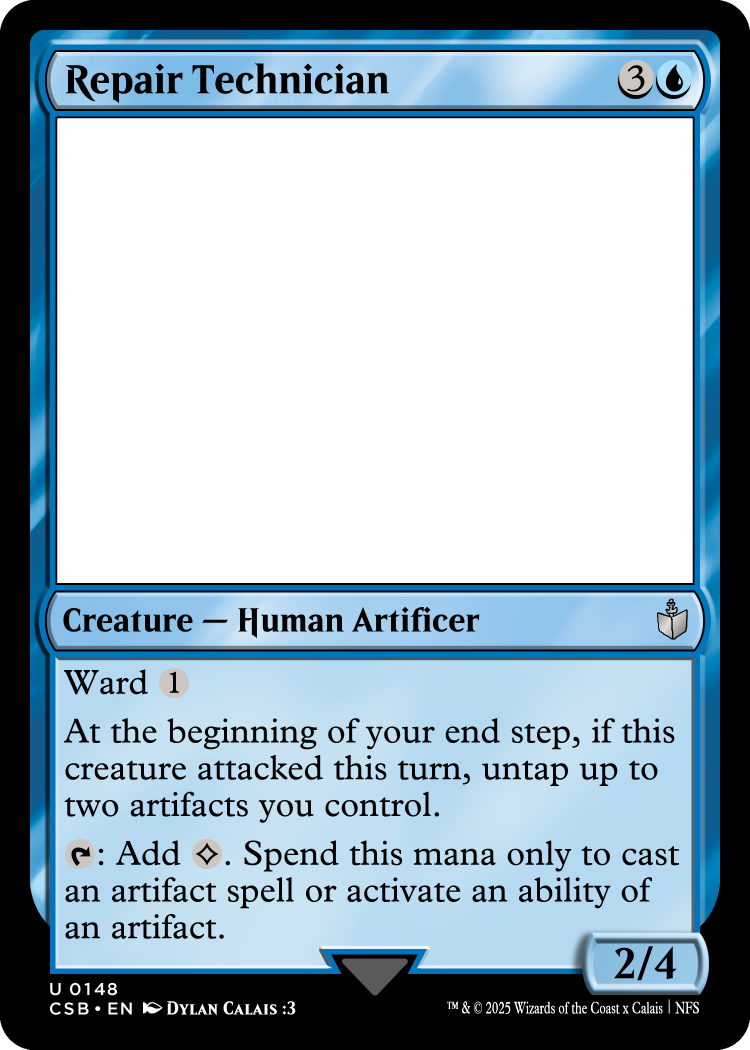 Repair Technician 3
Creature — Human Artificer
Ward 1
At the beginning of your end step, if this
creature attacked this turn, untap up to
two artifacts you control.
: Add . Spend this mana only to cast
an artifact spell or activate an ability of
an artifact.
2/4
U 0148
CSB • EN Dylan Calais :3
™ & © 2025 Wizards of the Coast x Calais | NFS